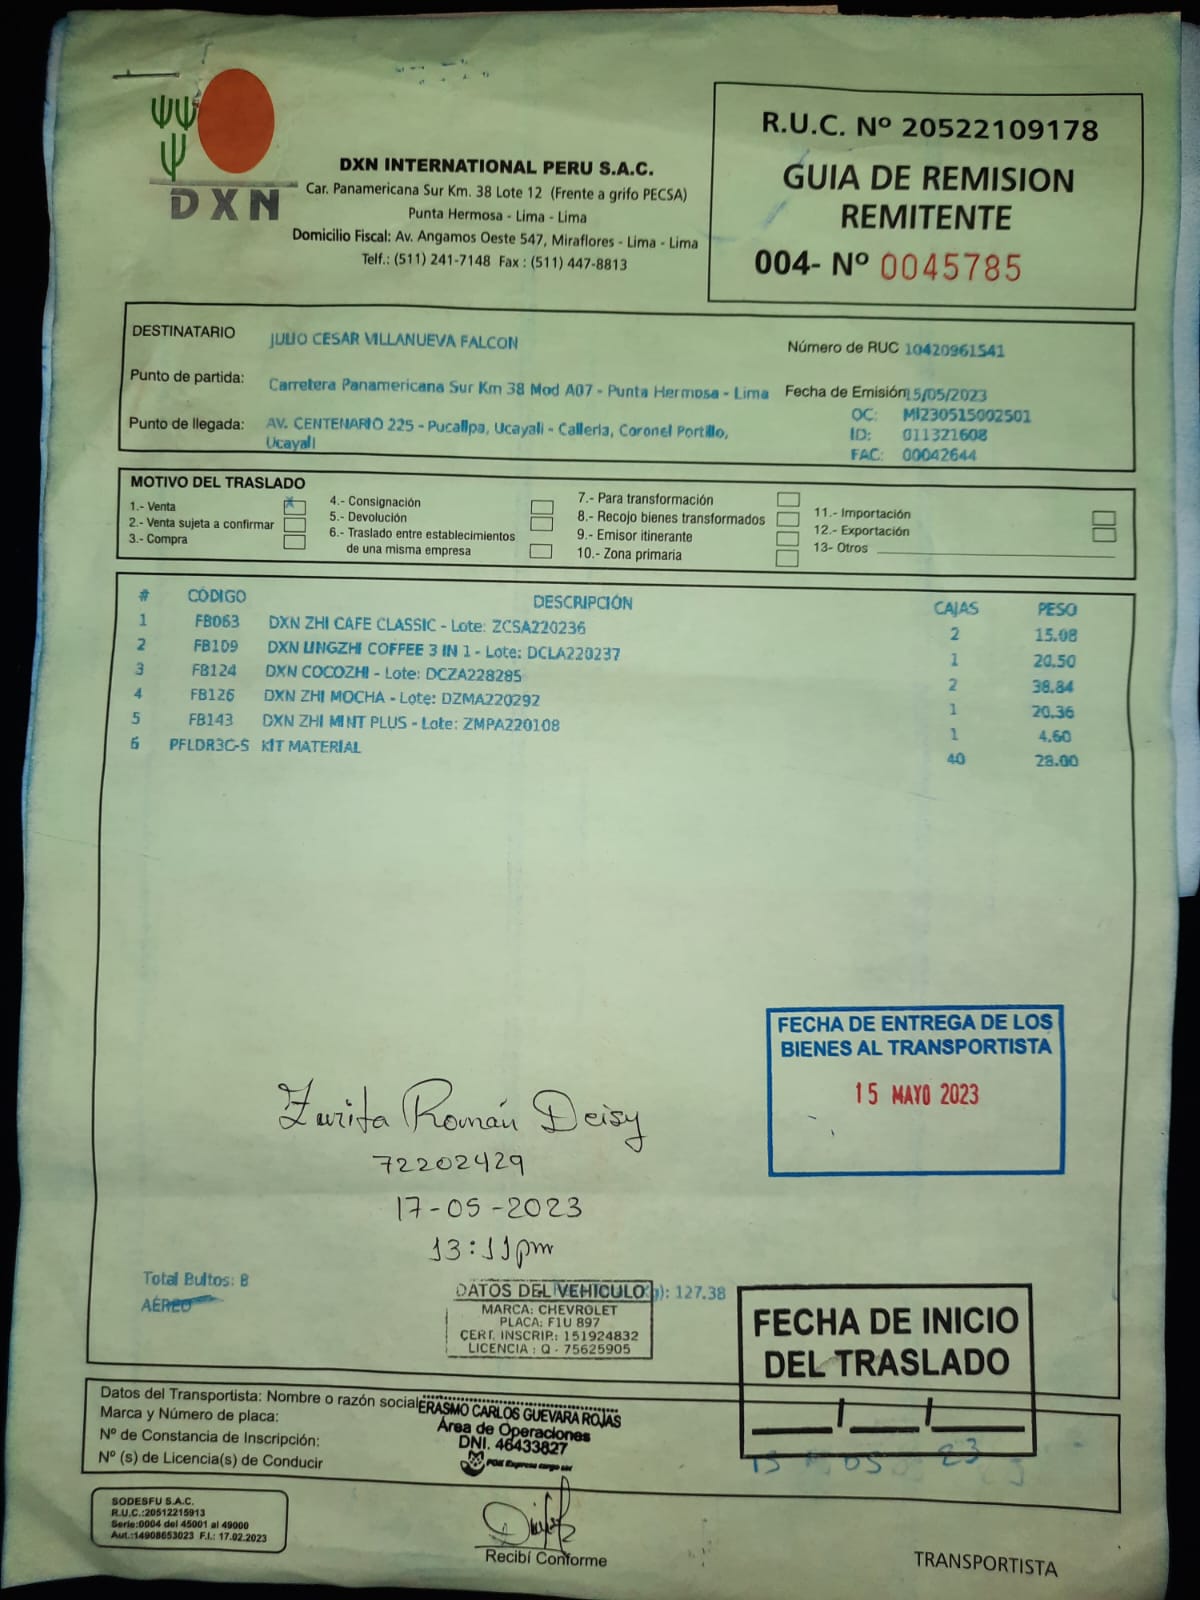 DXN
DXN INTERNATIONAL PERU S.A.C.
Car. Panamericana Sur Km. 38 Lote 12 (Frente a grifo PECSA)
Punta Hermosa - Lima - Lima
Domicilio Fiscal: Av. Angamos Oeste 547, Miraflores - Lima - Lima
Telf.: (511) 241-7148 Fax : (511) 447-8813
R.U.C. Nº 20522109178
GUIA DE REMISION
REMITENTE
004- Nº 0045785
DESTINATARIO JULIO CESAR VILLANUEVA FALCON Número de RUC 10420961541
Punto de partida: Carretera Panamericana Sur Km 38 Mod A07 - Punta Hermosa - Lima Fecha de Emisión 15/05/2023
OC: MI230515002501
Punto de llegada: AV. CENTENARIO 225 - Pucallpa, Ucayali - Calleria, Coronel Portillo,
Ucayali
ID: 011321608
FAC: 00042644
MOTIVO DEL TRASLADO
1.- Venta X
2.- Venta sujeta a confirmar
3.- Compra
4.- Consignación
5.- Devolución
6.- Traslado entre establecimientos
de una misma empresa
7.- Para transformación
8.- Recojo bienes transformados
9.- Emisor itinerante
10.- Zona primaria
11.- Importación
12.- Exportación
13- Otros
# CÓDIGO DESCRIPCIÓN CAJAS PESO
1 FB063 DXN ZHI CAFE CLASSIC - Lote: ZCSA220236 2 15.08
2 FB109 DXN LINGZHI COFFEE 3 IN 1 - Lote: DCLA220237 1 20.50
3 FB124 DXN COCOZHI - Lote: DCZA228285 2 38.84
4 FB126 DXN ZHI MOCHA - Lote: DZMA220292 1 20.36
5 FB143 DXN ZHI MINT PLUS - Lote: ZMPA220108 1 4.60
6 PFLDR3C-S KIT MATERIAL 40 28.00
FECHA DE ENTREGA DE LOS
BIENES AL TRANSPORTISTA
15 MAYO 2023
Zurita Román Deisy
72202429
17-05-2023
13:11pm
Total Bultos: 8
AÉREO
): 127.38
DATOS DEL VEHICULO
MARCA: CHEVROLET
PLACA: F1U 897
CERT. INSCRIP.: 151924832
LICENCIA : Q - 75625905
FECHA DE INICIO
DEL TRASLADO
15 05 23
Datos del Transportista: Nombre o razón social
Marca y Número de placa:
Nº de Constancia de Inscripción:
Nº (s) de Licencia(s) de Conducir
ERASMO CARLOS GUEVARA ROJAS
Área de Operaciones
DNI. 46433827
SODESFU S.A.C.
R.U.C.:20512215913
Serie:0004 del 45001 al 49000
Aut.:14908653023 F.I.: 17.02.2023
Recibí Conforme
TRANSPORTISTA